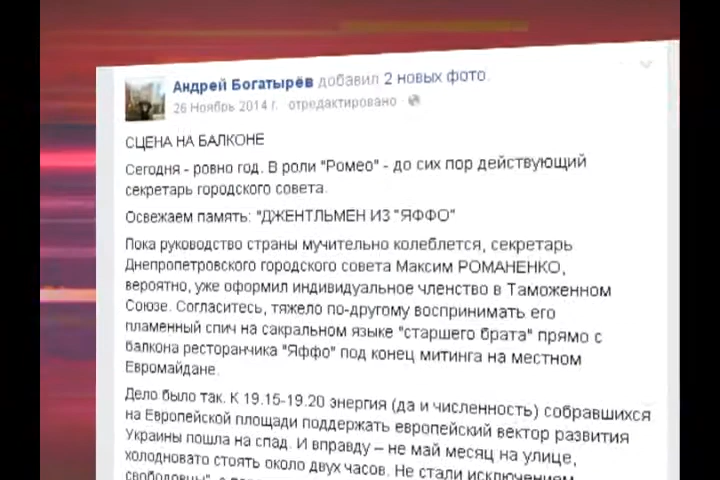 Андрей Богатырёв добавил 2 новых фото.
26 Ноябрь 2014 г. · отредактировано ·
СЦЕНА НА БАЛКОНЕ
Сегодня - ровно год. В роли "Ромео" - до сих пор действующий
секретарь городского совета.
Освежаем память: "ДЖЕНТЛЬМЕН ИЗ "ЯФФО"
Пока руководство страны мучительно колеблется, секретарь
Днепропетровского городского совета Максим РОМАНЕНКО,
вероятно, уже оформил индивидуальное членство в Таможенном
Союзе. Согласитесь, тяжело по-другому воспринимать его
пламенный спич на сакральном языке "старшего брата" прямо с
балкона ресторанчика "Яффо" под конец митинга на местном
Евромайдане.
Дело было так. К 19.15-19.20 энергия (да и численность) собравшихся
на Европейской площади поддержать европейский вектор развития
Украины пошла на спад. И вправду – не май месяц на улице,
холодновато стоять около двух часов. Не стали исключением